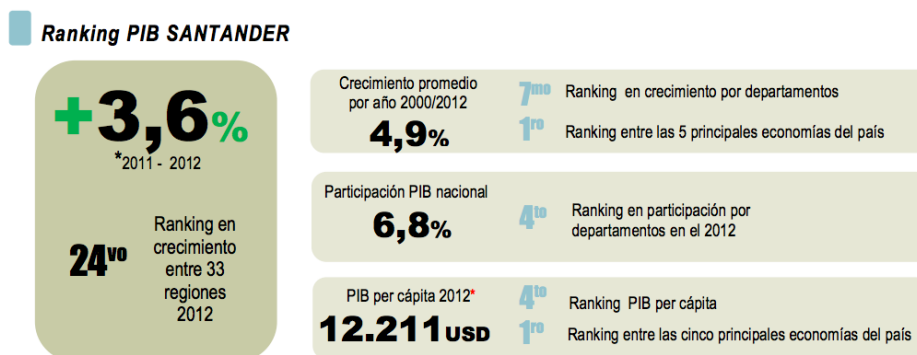 Ranking PIB SANTANDER
+3,6%
*2011 - 2012
24vo
Ranking en
crecimiento
entre 33
regiones
2012
Crecimiento promedio
por año 2000/2012
4,9%
7mo Ranking en crecimiento por departamentos
1ro Ranking entre las 5 principales economías del país
Participación PIB nacional
6,8%
4to
Ranking en participación por
departamentos en el 2012
PIB per cápita 2012*
12.211 USD
4to Ranking PIB per cápita
1ro Ranking entre las cinco principales economías del país